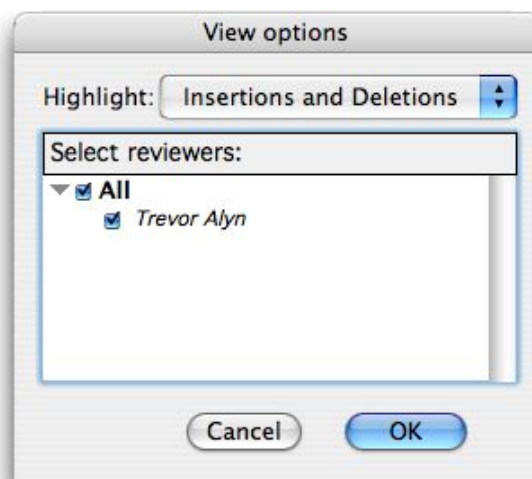 View options
Highlight: Insertions and Deletions
Select reviewers:
All
Trevor Alyn
Cancel OK